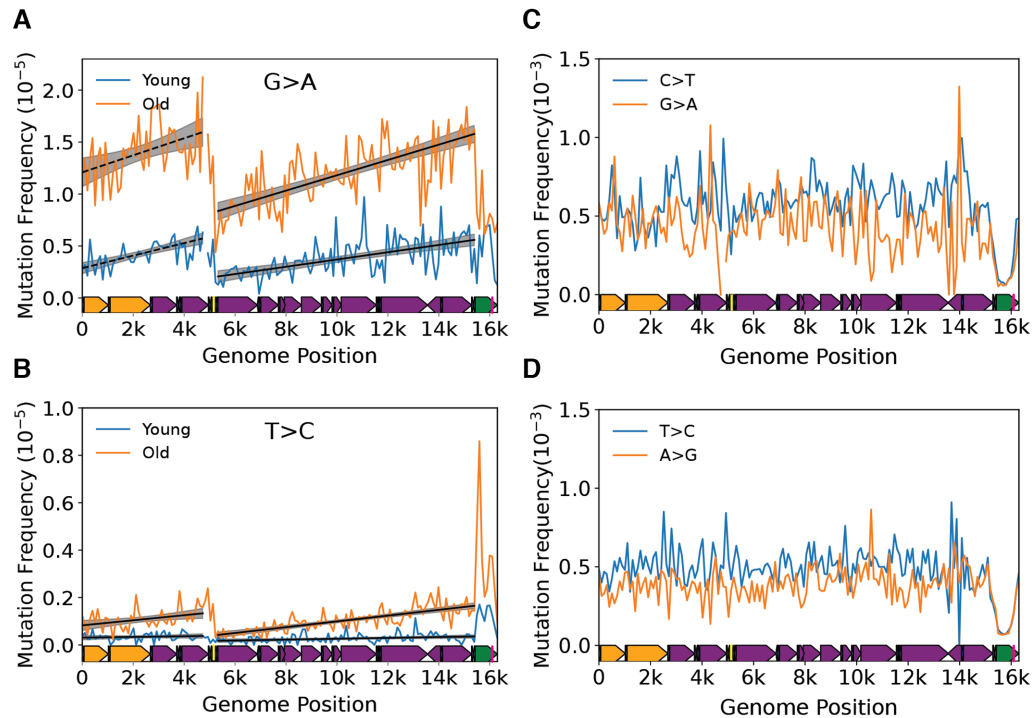 A
Mutation Frequency (10⁻⁵)
2.0
1.5
1.0
0.5
0.0
Young
Old
G>A
0 2k 4k 6k 8k 10k 12k 14k 16k
Genome Position
B
Mutation Frequency (10⁻⁵)
1.0
0.8
0.6
0.4
0.2
0.0
Young
Old
T>C
0 2k 4k 6k 8k 10k 12k 14k 16k
Genome Position
C
Mutation Frequency(10⁻³)
1.5
1.0
0.5
0.0
C>T
G>A
0 2k 4k 6k 8k 10k 12k 14k 16k
Genome Position
D
Mutation Frequency(10⁻³)
1.5
1.0
0.5
0.0
T>C
A>G
0 2k 4k 6k 8k 10k 12k 14k 16k
Genome Position